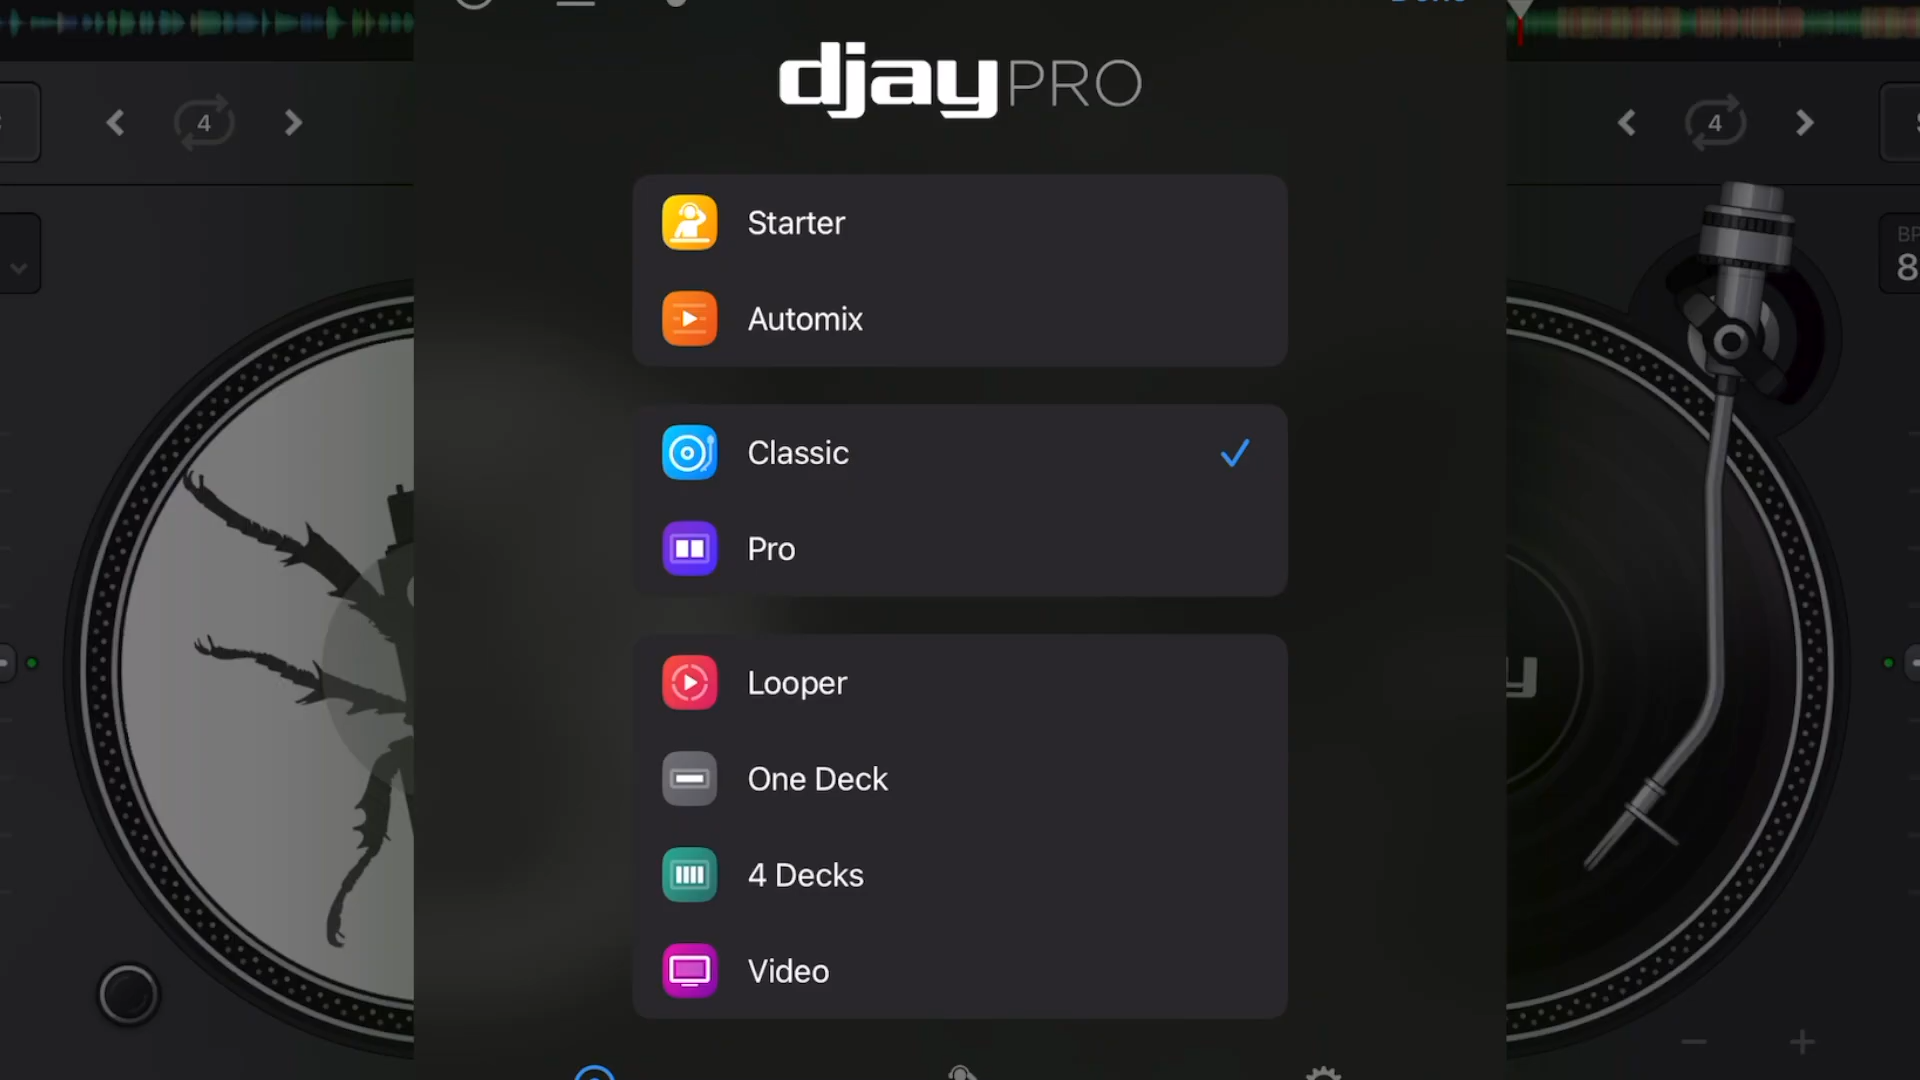 djay PRO
4
4
Starter
Automix
Classic
Pro
Looper
One Deck
4 Decks
Video